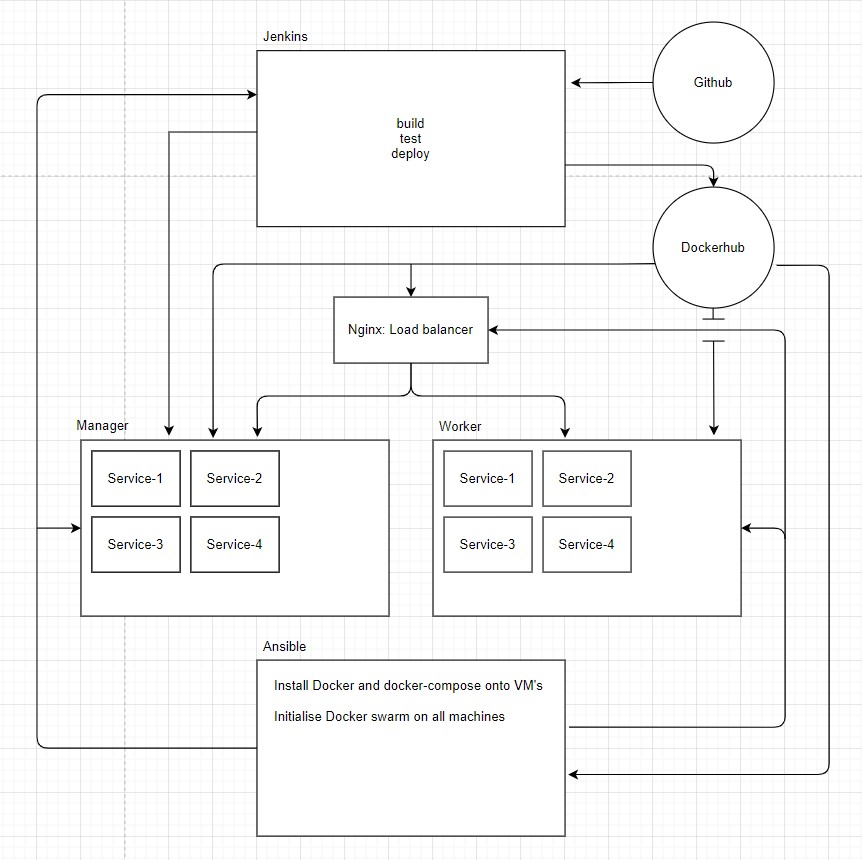 Jenkins
Github
build
test
deploy
Dockerhub
Nginx: Load balancer
Manager
Worker
Service-1
Service-2
Service-1
Service-2
Service-3
Service-4
Service-3
Service-4
Ansible
Install Docker and docker-compose onto VM's
Initialise Docker swarm on all machines